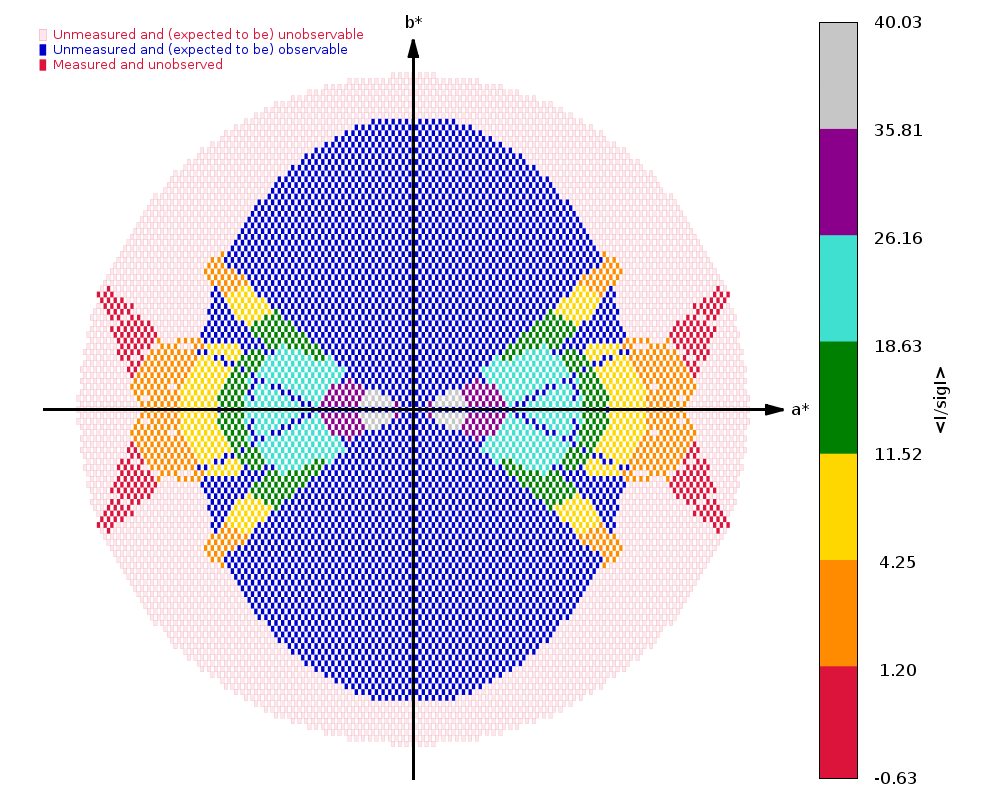 b*
Unmeasured and (expected to be) unobservable
Unmeasured and (expected to be) observable
Measured and unobserved
a*
40.03
35.81
26.16
18.63
11.52
4.25
1.20
-0.63
<I/sigI>